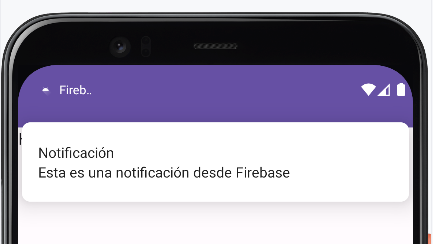 Fireb..
Notificación
Esta es una notificación desde Firebase